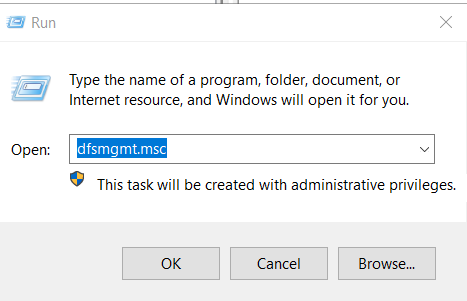 Run
Type the name of a program, folder, document, or
Internet resource, and Windows will open it for you.
Open: dfsmgmt.msc
This task will be created with administrative privileges.
OK Cancel Browse...